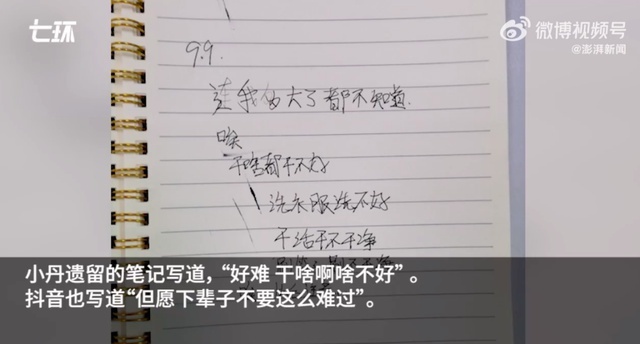 七环
微博视频号
@澎湃新闻
9.9.
连我多大了都不知道
唉
干啥都干不好
洗衣服洗不好
干活干不干净
小丹遗留的笔记写道，“好难 干啥啊啥不好”。
抖音也写道“但愿下辈子不要这么难过”。